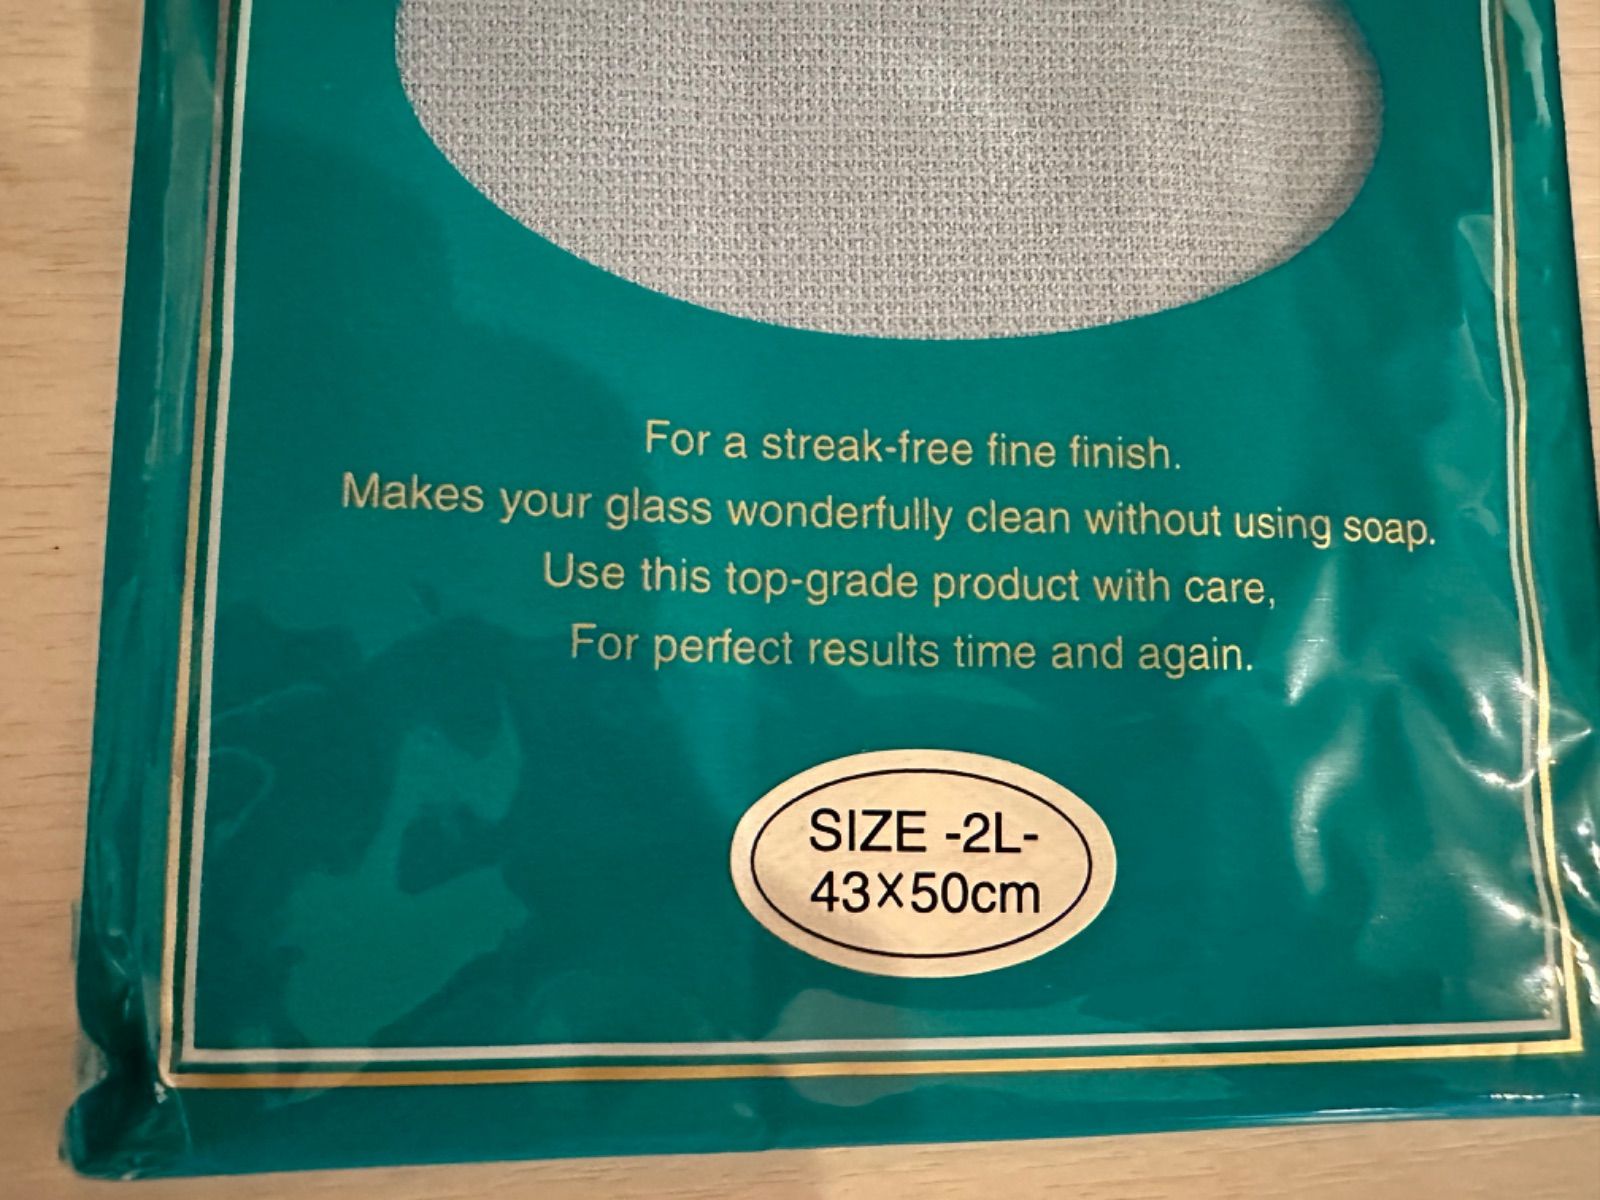 For a streak-free fine finish.
Makes your glass wonderfully clean without using soap.
Use this top-grade product with care,
For perfect results time and again.
SIZE -2L-
43×50cm